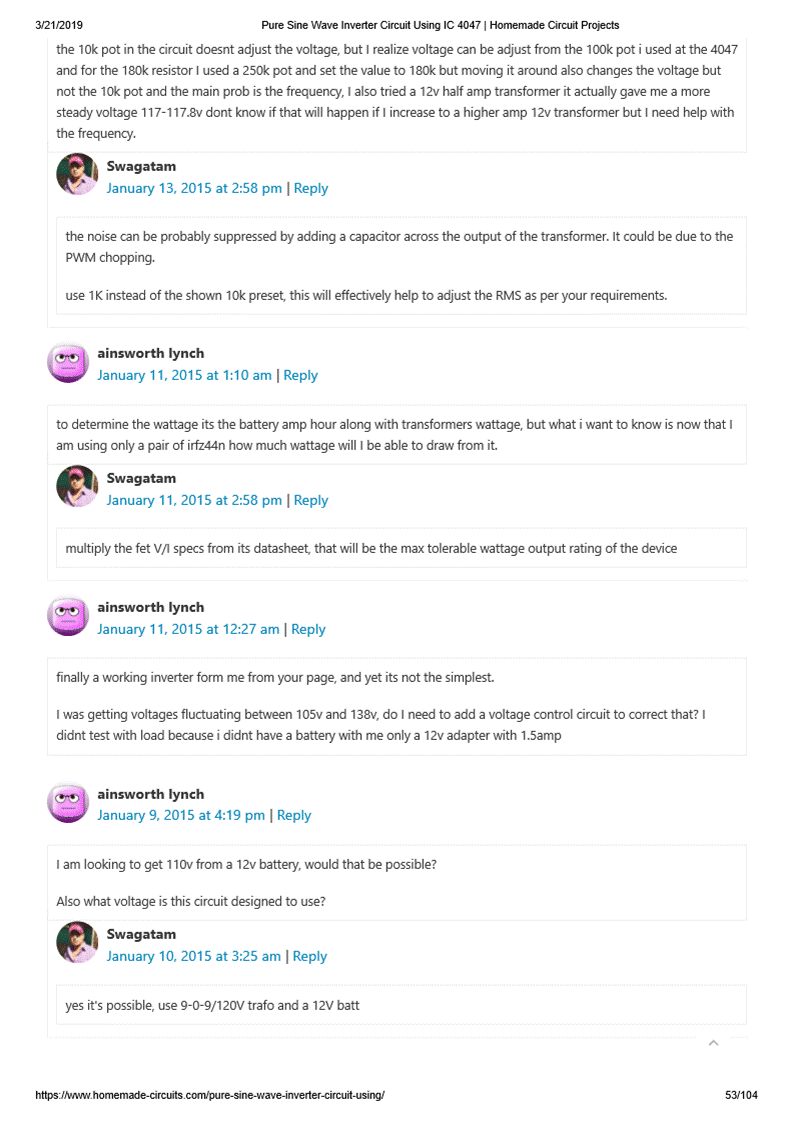 3/21/2019
Pure Sine Wave Inverter Circuit Using IC 4047 | Homemade Circuit Projects
the 10k pot in the circuit doesnt adjust the voltage, but I realize voltage can be adjust from the 100k pot i used at the 4047
and for the 180k resistor I used a 250k pot and set the value to 180k but moving it around also changes the voltage but
not the 10k pot and the main prob is the frequency, I also tried a 12v half amp transformer it actually gave me a more
steady voltage 117-117.8v dont know if that will happen if I increase to a higher amp 12v transformer but I need help with
the frequency.
Swagatam
January 13, 2015 at 2:58 pm | Reply
the noise can be probably suppressed by adding a capacitor across the output of the transformer. It could be due to the
PWM chopping.
use 1K instead of the shown 10k preset, this will effectively help to adjust the RMS as per your requirements.
ainsworth lynch
January 11, 2015 at 1:10 am | Reply
to determine the wattage its the battery amp hour along with transformers wattage, but what i want to know is now that I
am using only a pair of irfz44n how much wattage will I be able to draw from it.
Swagatam
January 11, 2015 at 2:58 pm | Reply
multiply the fet V/I specs from its datasheet, that will be the max tolerable wattage output rating of the device
ainsworth lynch
January 11, 2015 at 12:27 am | Reply
finally a working inverter form me from your page, and yet its not the simplest.
I was getting voltages fluctuating between 105v and 138v, do I need to add a voltage control circuit to correct that? I
didnt test with load because i didnt have a battery with me only a 12v adapter with 1.5amp
ainsworth lynch
January 9, 2015 at 4:19 pm | Reply
I am looking to get 110v from a 12v battery, would that be possible?
Also what voltage is this circuit designed to use?
Swagatam
January 10, 2015 at 3:25 am | Reply
yes it's possible, use 9-0-9/120V trafo and a 12V batt
https://www.homemade-circuits.com/pure-sine-wave-inverter-circuit-using/
53/104